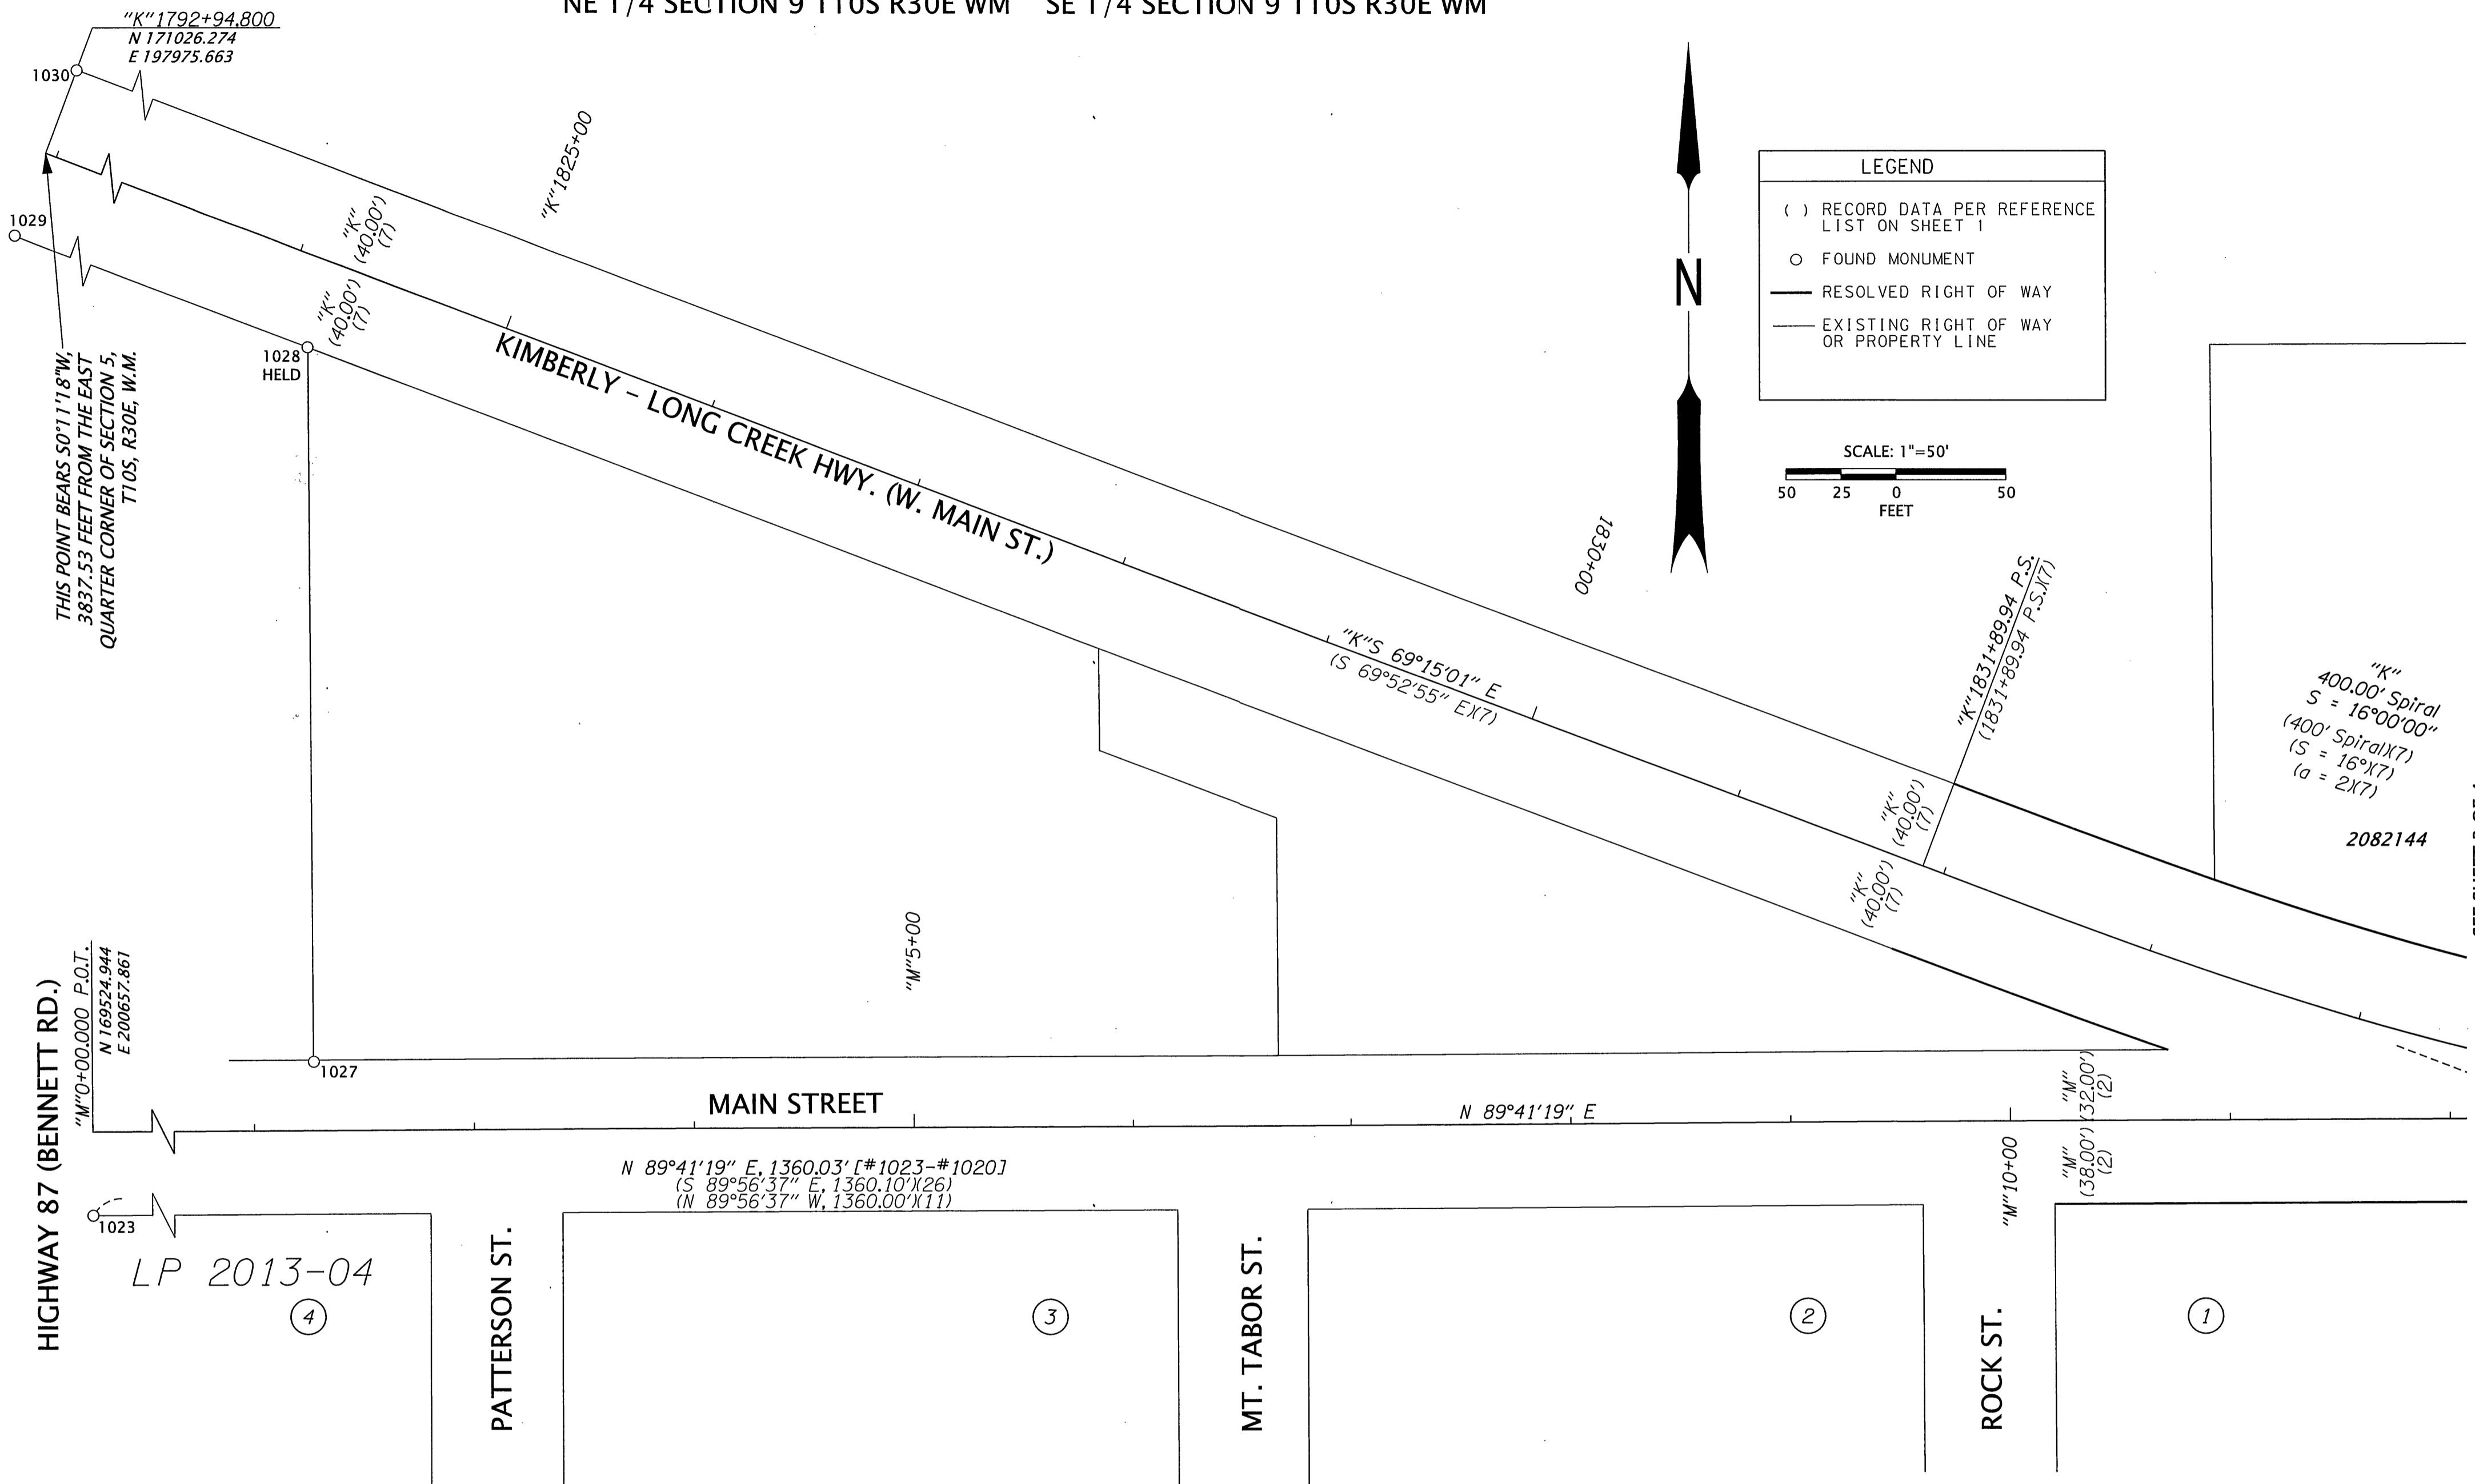 NE 1/4 SECTION 9 T10S R30E WM SE 1/4 SECTION 9 T10S R30E WM
"K"1792+94.800
N 171026.274
E 197975.663
1030
1029
THIS POINT BEARS S0°11'18"W,
3837.53 FEET FROM THE EAST
QUARTER CORNER OF SECTION 5,
T10S, R30E, W.M.
"K"
(40.00')
(7)
"K"
(40.00')
(7)
1028
HELD
"K"1825+00
KIMBERLY – LONG CREEK HWY. (W. MAIN ST.)
1830+00
"K"S 69°15'01" E
(S 69°52'55" E)(7)
N
LEGEND
( ) RECORD DATA PER REFERENCE
LIST ON SHEET 1
FOUND MONUMENT
RESOLVED RIGHT OF WAY
EXISTING RIGHT OF WAY
OR PROPERTY LINE
SCALE: 1"=50'
50 25 0 50
FEET
"K"1831+89.94 P.S.
(1831+89.94 P.S.)(7)
"K"
(40.00')
(7)
"K"
(40.00')
(7)
"K"
400.00' Spiral
S = 16°00'00"
(400' Spiral)(7)
(S = 16°)(7)
(a = 2)(7)
2082144
HIGHWAY 87 (BENNETT RD.)
"M"0+00.000 P.O.T.
N 169524.944
E 200657.861
1027
"M"5+00
MAIN STREET
N 89°41'19" E
N 89°41'19" E, 1360.03' [#1023-#1020]
(S 89°56'37" E, 1360.10')(26)
(N 89°56'37" W, 1360.00')(11)
"M"
(32.00')
(2)
"M"
(38.00')
(2)
"M"10+00
1023
LP 2013-04
4
PATTERSON ST.
3
MT. TABOR ST.
2
ROCK ST.
1